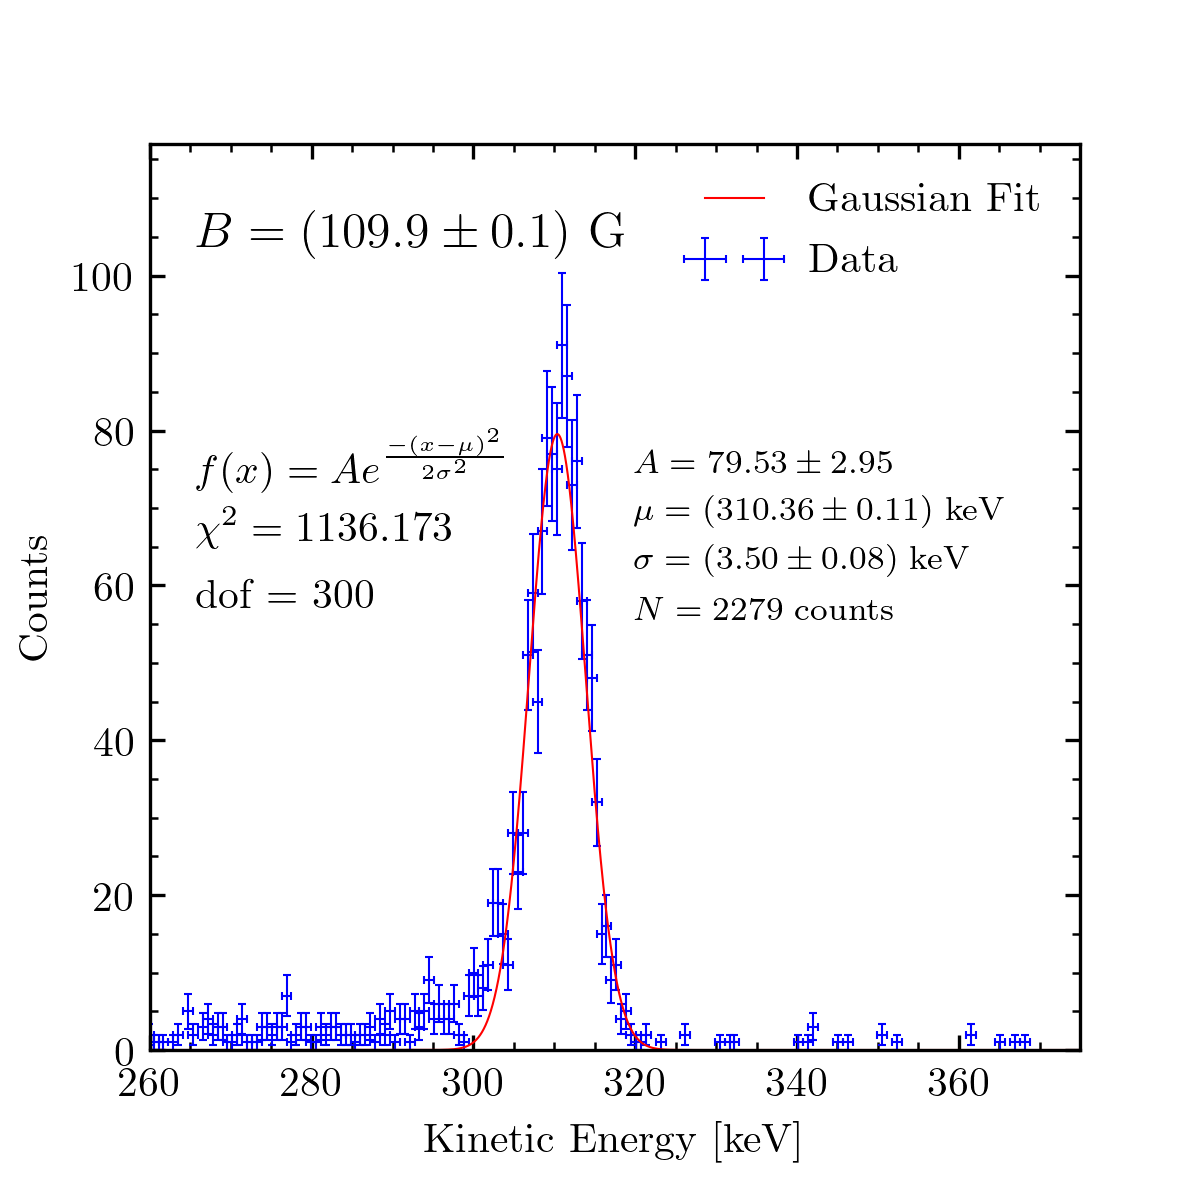 B = (109.9 ± 0.1) G
Gaussian Fit
Data
f(x) = Ae^{\frac{-(x-μ)^2}{2σ^2}}
χ² = 1136.173
dof = 300
A = 79.53 ± 2.95
μ = (310.36 ± 0.11) keV
σ = (3.50 ± 0.08) keV
N = 2279 counts
Counts
100
80
60
40
20
0
260 280 300 320 340 360
Kinetic Energy [keV]